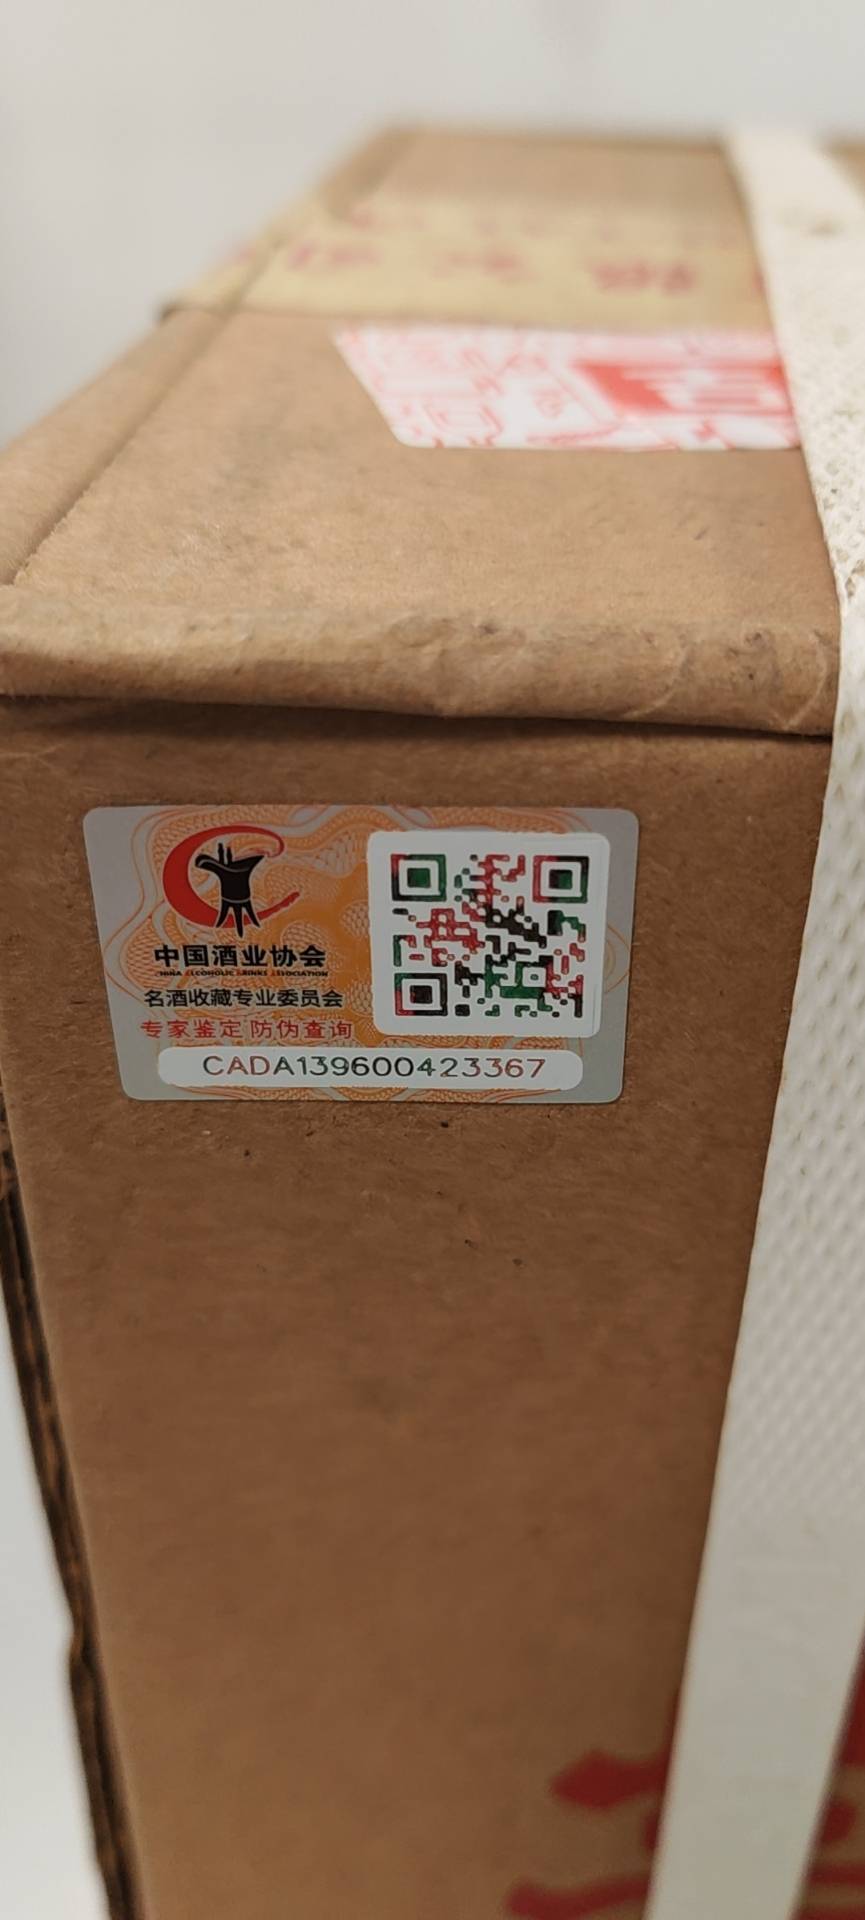 中国酒业协会
CHINA ALCOHOLIC DRINKS ASSOCIATION
名酒收藏专业委员会
专家鉴定 防伪查询
CADA139600423367